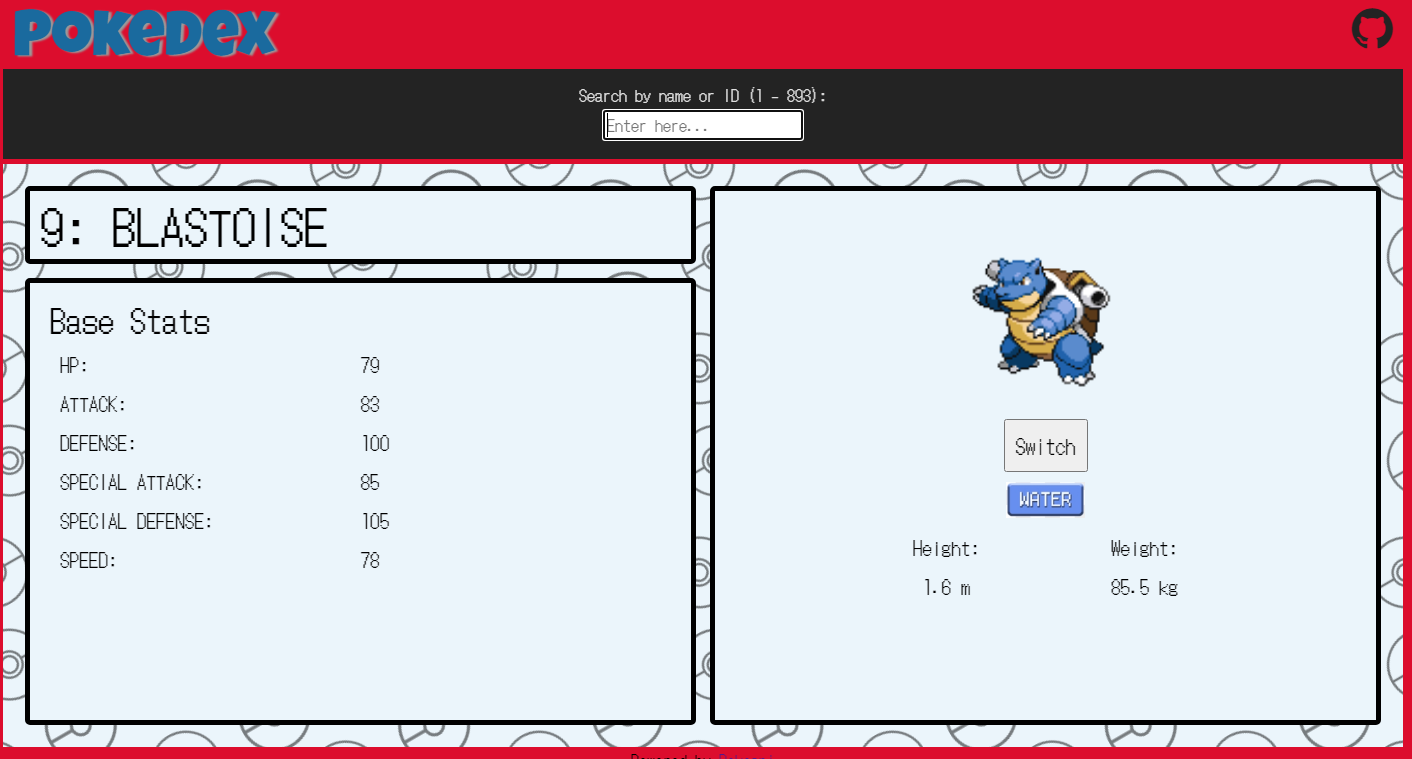 POKEDEX
Search by name or ID (1 - 893):
Enter here...
9: BLASTOISE
Base Stats
HP: 79
ATTACK: 83
DEFENSE: 100
SPECIAL ATTACK: 85
SPECIAL DEFENSE: 105
SPEED: 78
Switch
WATER
Height: Weight:
1.6 m 85.5 kg
Powered by